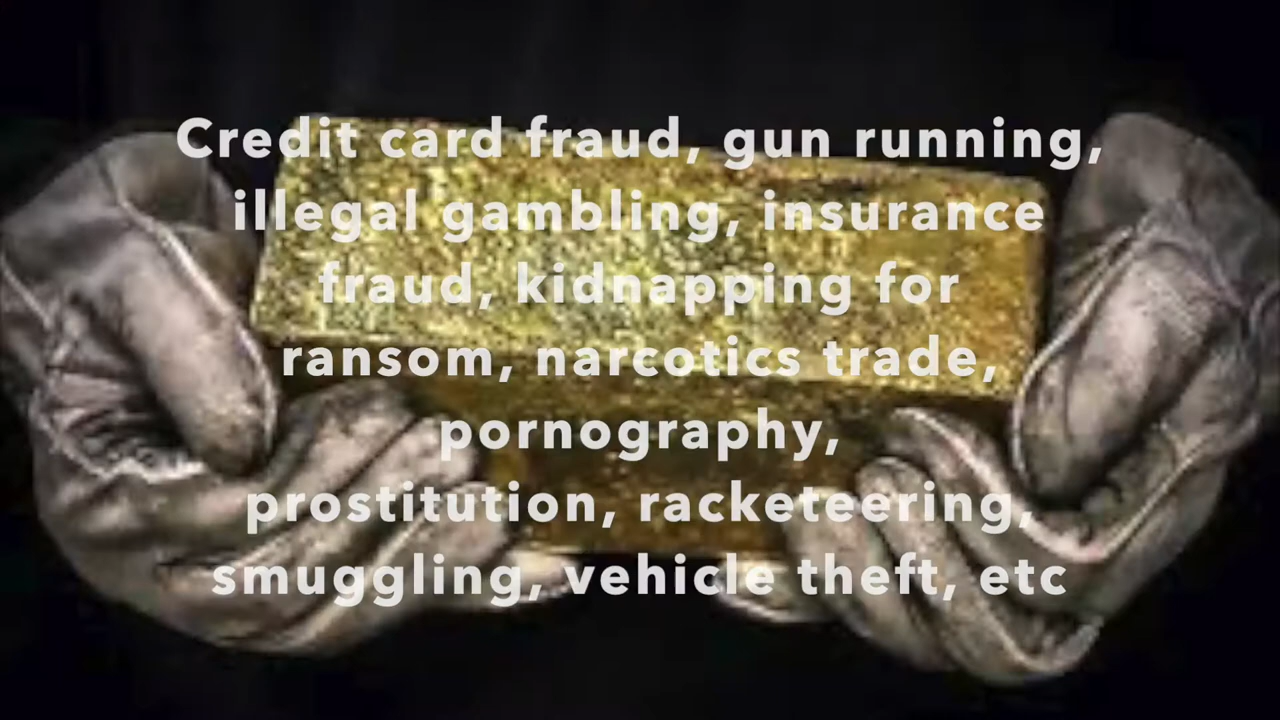 Credit card fraud, gun running,
illegal gambling, insurance
fraud, kidnapping for
ransom, narcotics trade,
pornography,
prostitution, racketeering,
smuggling, vehicle theft, etc